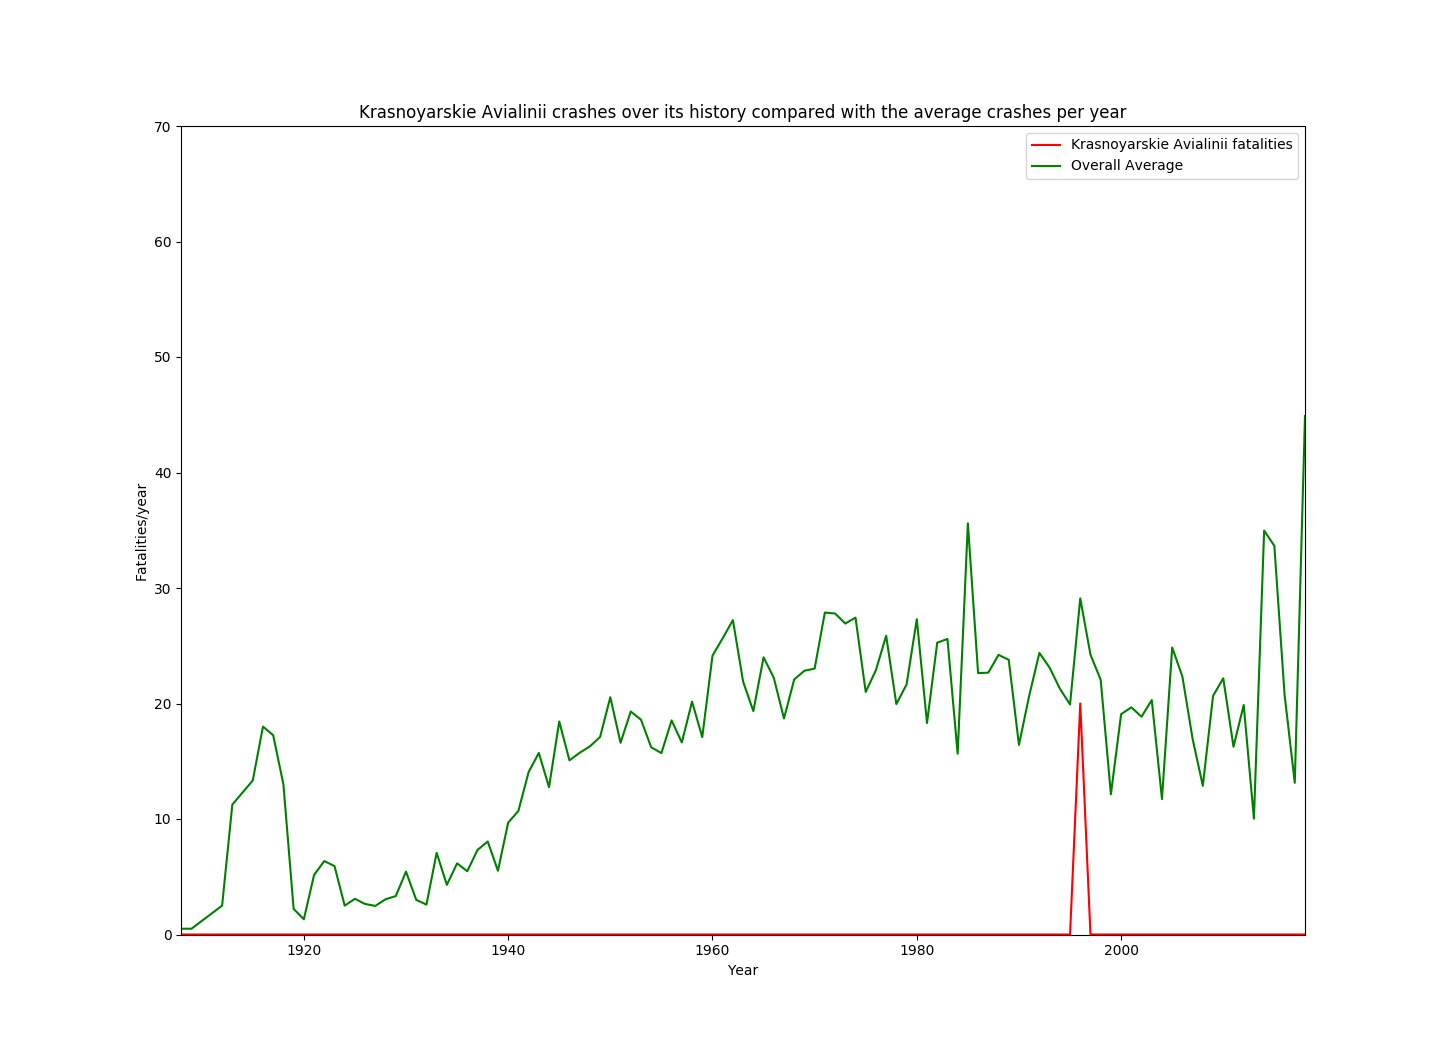 Krasnoyarskie Avialinii crashes over its history compared with the average crashes per year
Krasnoyarskie Avialinii fatalities
Overall Average
70
60
50
40
30
20
10
0
Fatalities/year
1920 1940 1960 1980 2000
Year